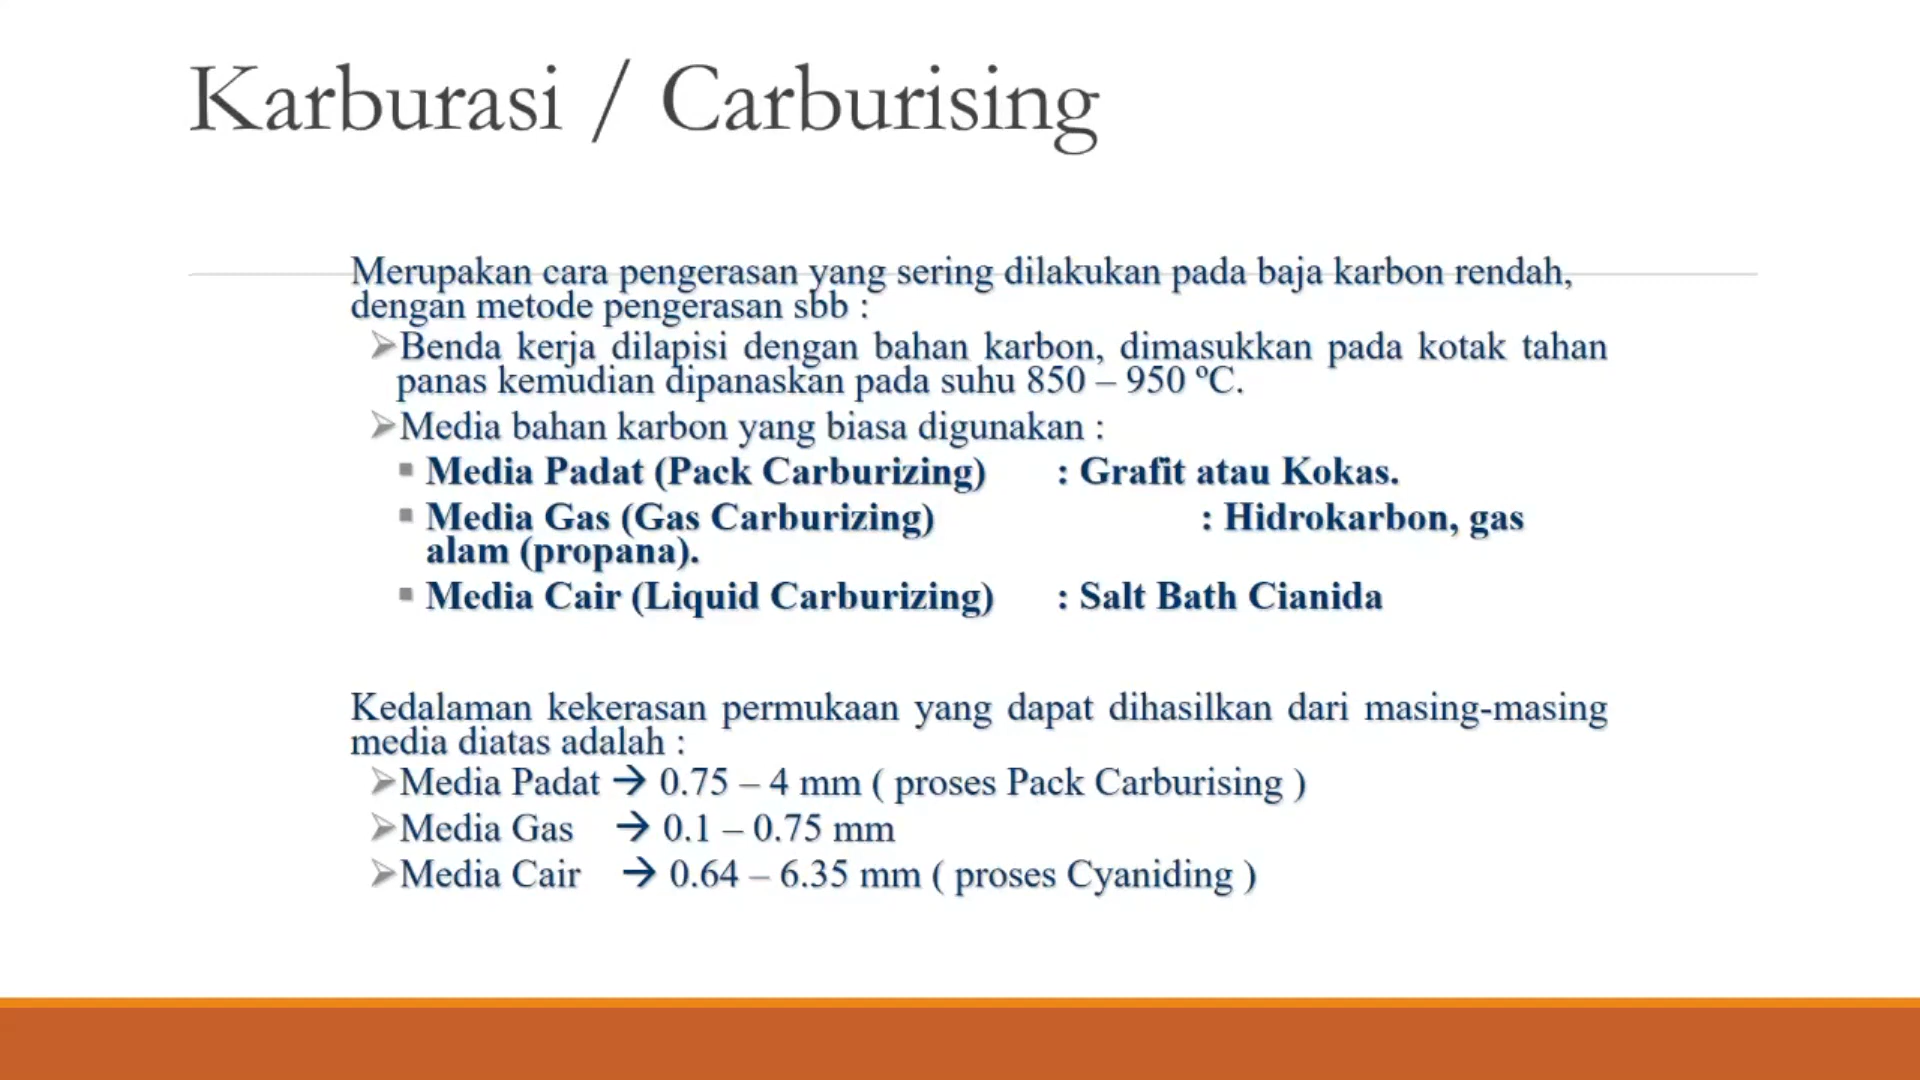 Karburasi / Carburising
Merupakan cara pengerasan yang sering dilakukan pada baja karbon rendah,
dengan metode pengerasan sbb :
➢Benda kerja dilapisi dengan bahan karbon, dimasukkan pada kotak tahan
panas kemudian dipanaskan pada suhu 850 – 950 ºC.
➢Media bahan karbon yang biasa digunakan :
▪ Media Padat (Pack Carburizing) : Grafit atau Kokas.
▪ Media Gas (Gas Carburizing) : Hidrokarbon, gas
alam (propana).
▪ Media Cair (Liquid Carburizing) : Salt Bath Cianida
Kedalaman kekerasan permukaan yang dapat dihasilkan dari masing-masing
media diatas adalah :
➢Media Padat → 0.75 – 4 mm ( proses Pack Carburising )
➢Media Gas → 0.1 – 0.75 mm
➢Media Cair → 0.64 – 6.35 mm ( proses Cyaniding )